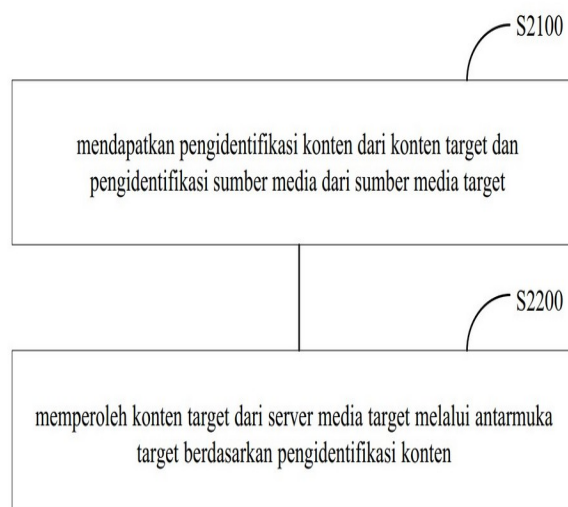 S2100
mendapatkan pengidentifikasi konten dari konten target dan
pengidentifikasi sumber media dari sumber media target
S2200
memperoleh konten target dari server media target melalui antarmuka
target berdasarkan pengidentifikasi konten